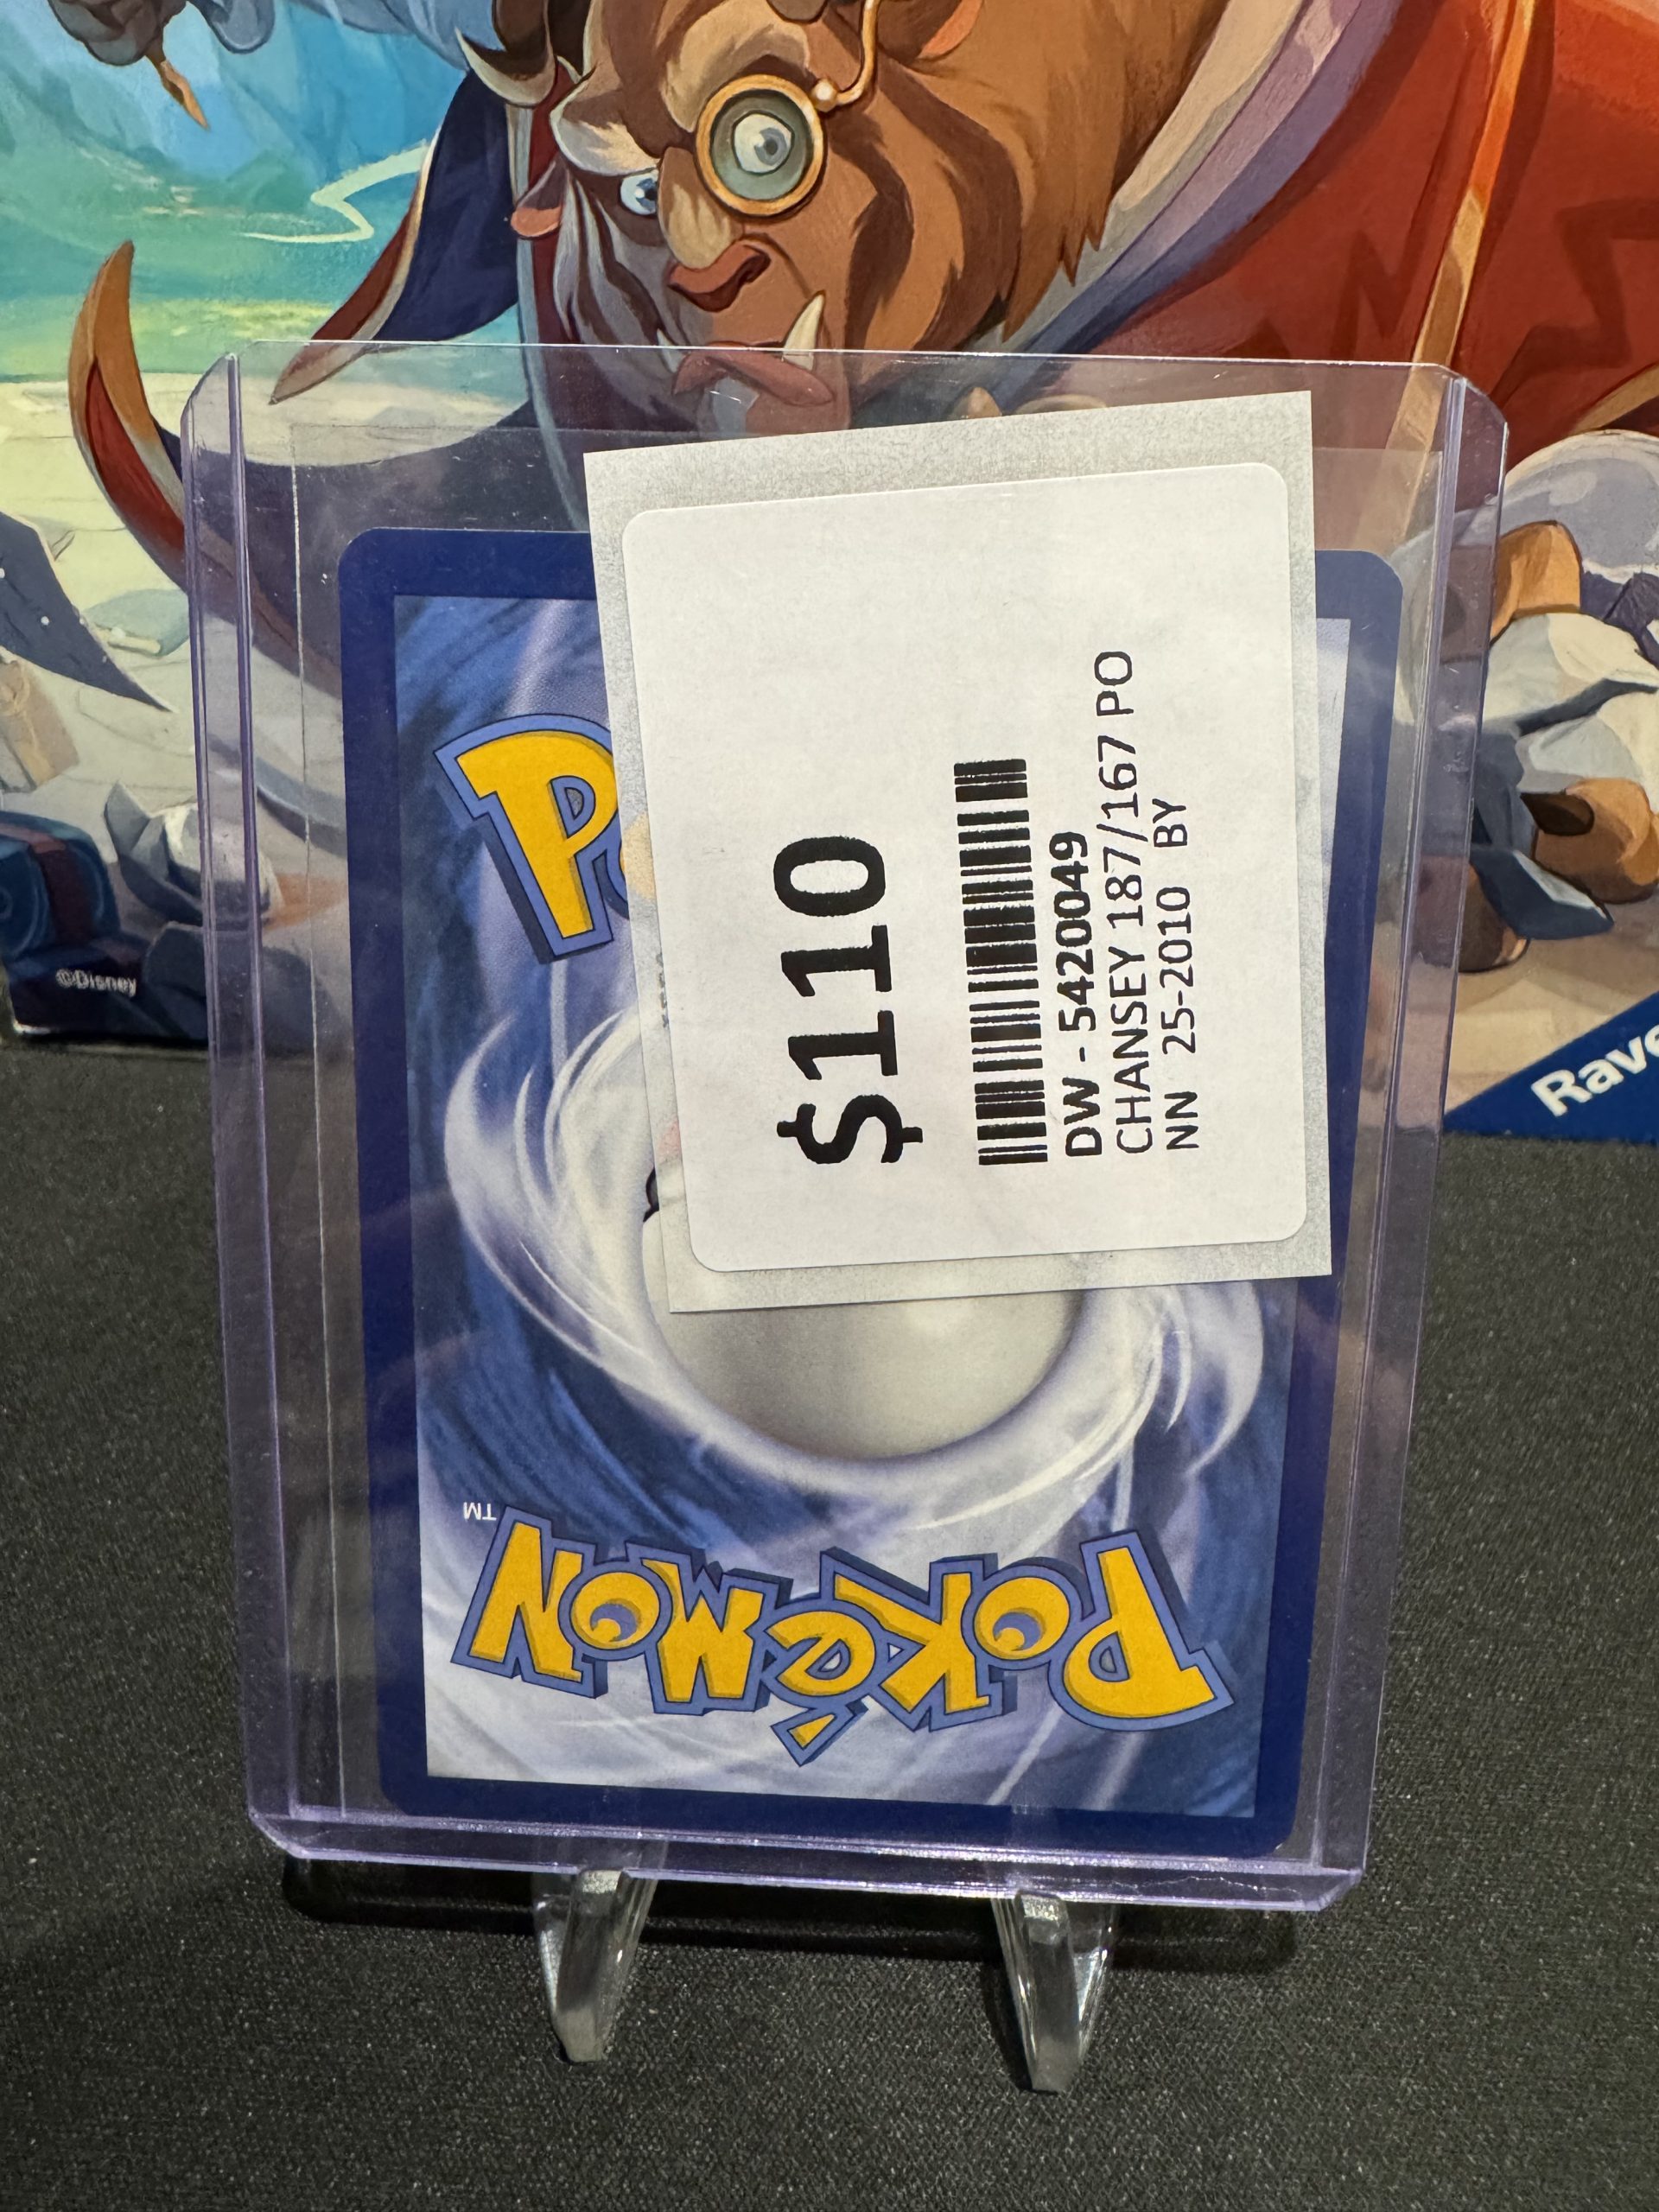 ©Disney
Rave
P
$110
DW - 5420049
CHANSEY 187/167 PO
NN 25-2010 BY
POKéMON
TM